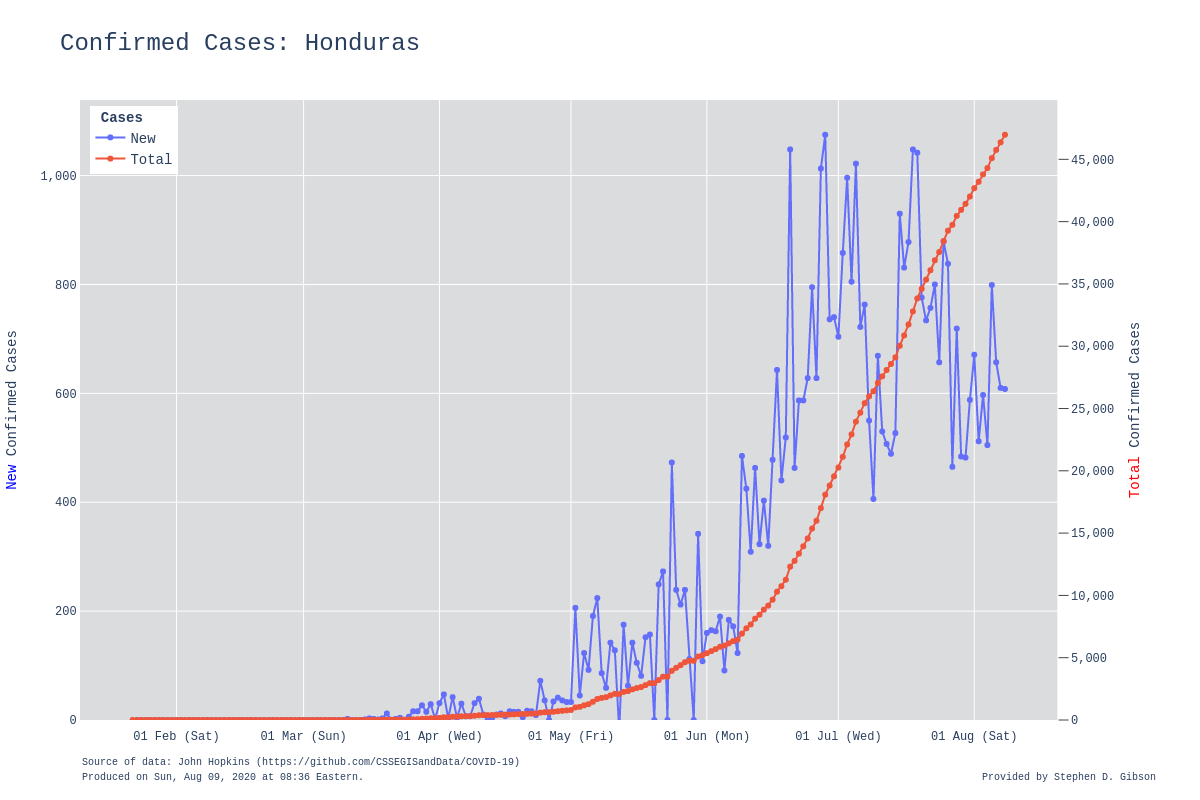 Confirmed Cases: Honduras
Cases
New
Total
1,000
800
600
400
200
0
New Confirmed Cases
45,000
40,000
35,000
30,000
25,000
20,000
15,000
10,000
5,000
0
Total Confirmed Cases
01 Feb (Sat)
01 Mar (Sun)
01 Apr (Wed)
01 May (Fri)
01 Jun (Mon)
01 Jul (Wed)
01 Aug (Sat)
Source of data: John Hopkins (https://github.com/CSSEGISandData/COVID-19)
Produced on Sun, Aug 09, 2020 at 08:36 Eastern.
Provided by Stephen D. Gibson